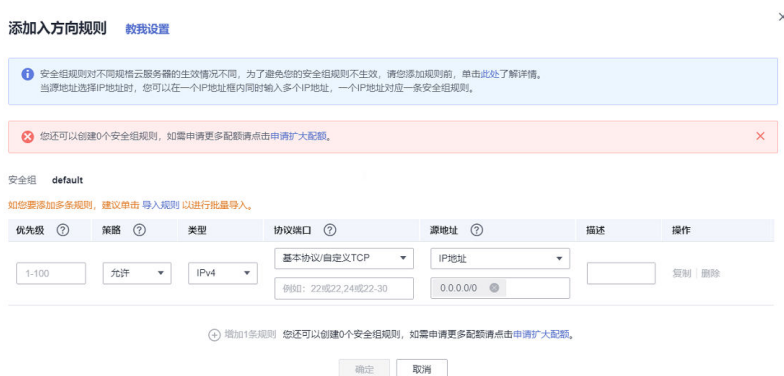 添加入方向规则 教我设置
安全组规则对不同规格云服务器的生效情况不同，为了避免您的安全组规则不生效，请您添加规则前，单击此处了解详情。
当源地址选择IP地址时，您可以在一个IP地址框内同时输入多个IP地址，一个IP地址对应一条安全组规则。
您还可以创建0个安全组规则，如需申请更多配额请点击申请扩大配额。
安全组 default
如您要添加多条规则，建议单击 导入规则 以进行批量导入。
优先级 策略 类型 协议端口 源地址 描述 操作
1-100 允许 IPv4 基本协议/自定义TCP IP地址 复制 删除
例如：22或22,24或22-30 0.0.0.0/0
增加1条规则 您还可以创建0个安全组规则，如需申请更多配额请点击申请扩大配额。
确定 取消